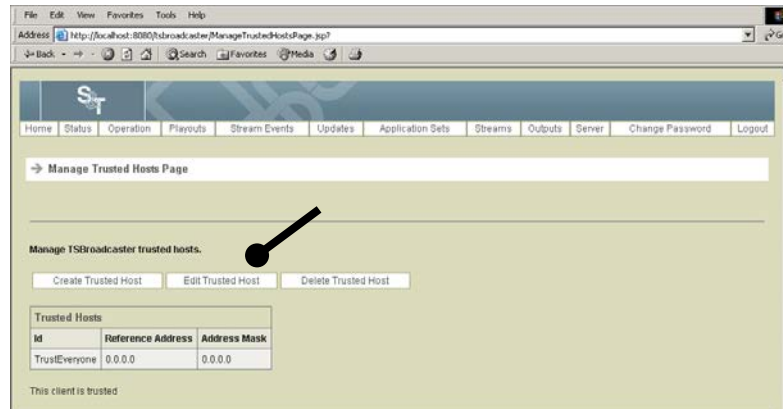 File Edit View Favorites Tools Help
Address http://localhost:8080/tsbroadcaster/ManageTrustedHostsPage.jsp?
Back Search Favorites Media
S&T
Home Status Operation Playouts Stream Events Updates Application Sets Streams Outputs Server Change Password Logout
Manage Trusted Hosts Page
Manage TSBroadcaster trusted hosts.
Create Trusted Host Edit Trusted Host Delete Trusted Host
Trusted Hosts
Id Reference Address Address Mask
TrustEveryone 0.0.0.0 0.0.0.0
This client is trusted